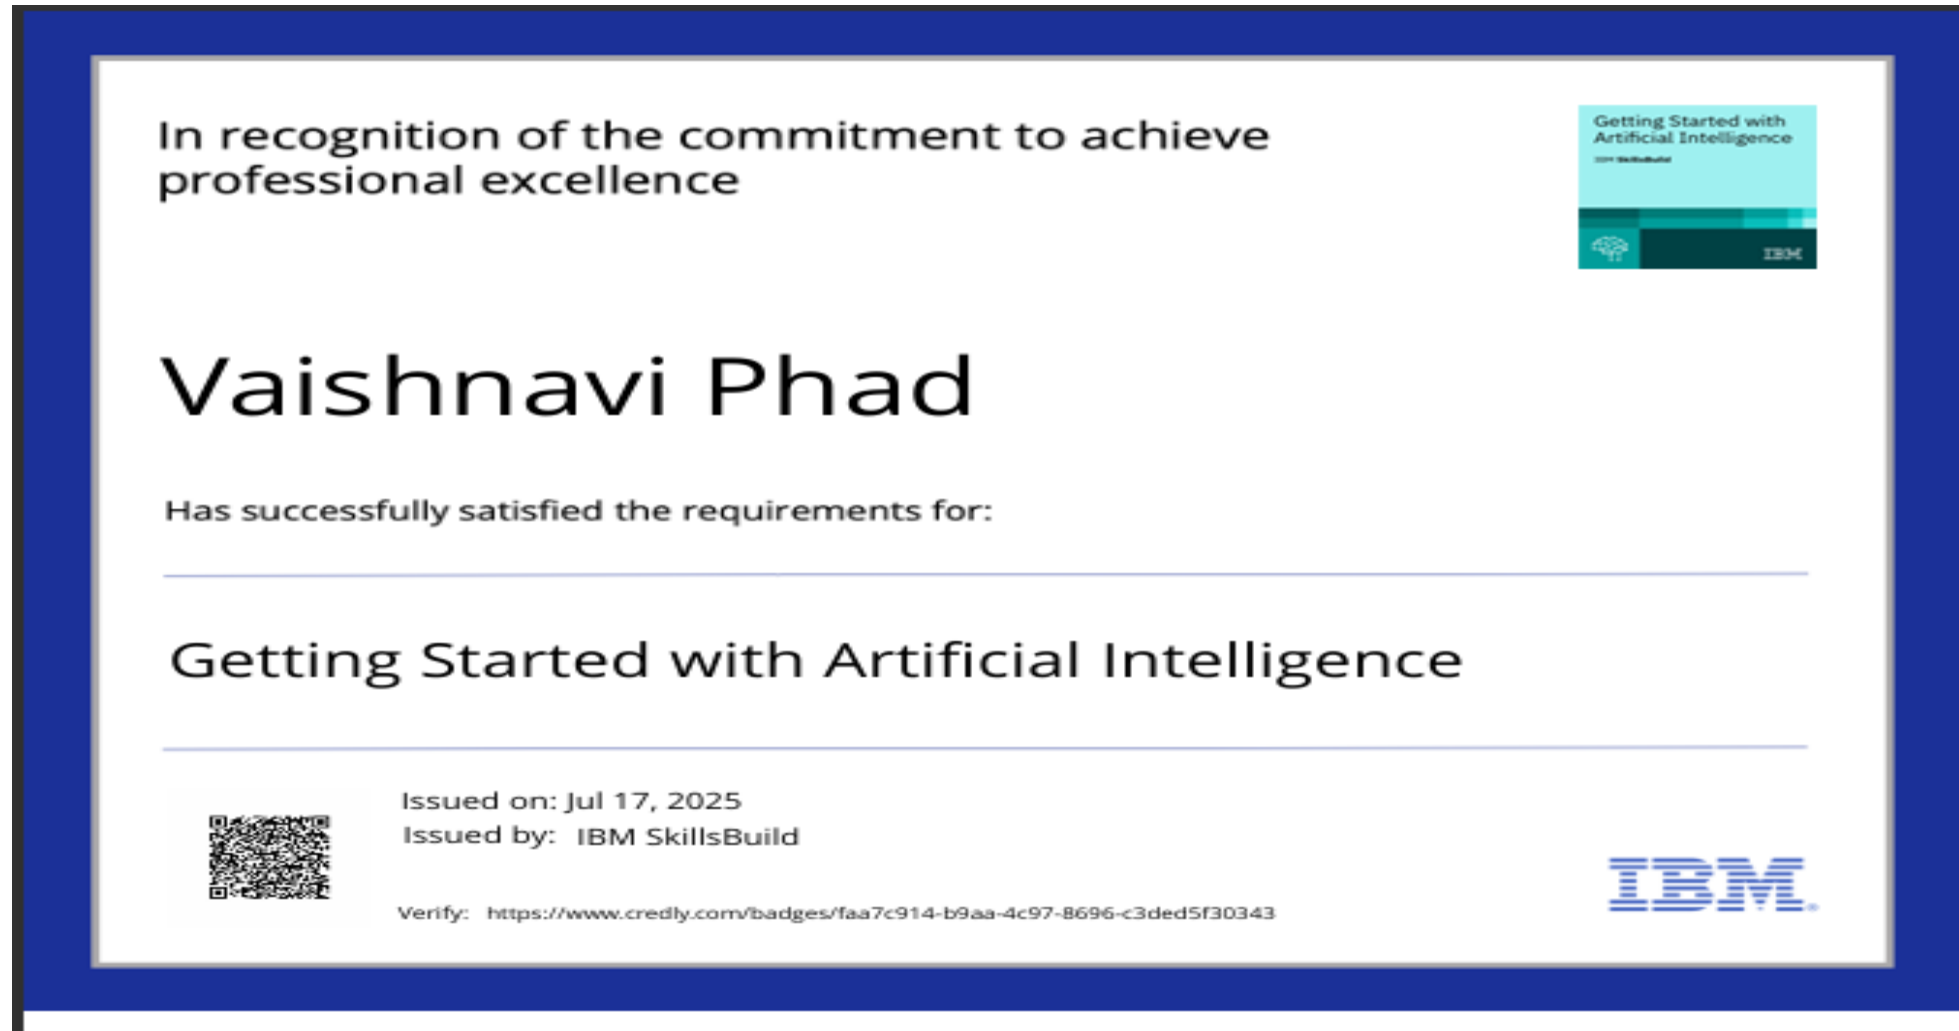 In recognition of the commitment to achieve
professional excellence
Getting Started with
Artificial Intelligence
IBM SkillsBuild
IBM
Vaishnavi Phad
Has successfully satisfied the requirements for:
Getting Started with Artificial Intelligence
Issued on: Jul 17, 2025
Issued by: IBM SkillsBuild
Verify: https://www.credly.com/badges/faa7c914-b9aa-4c97-8696-c3ded5f30343
IBM®